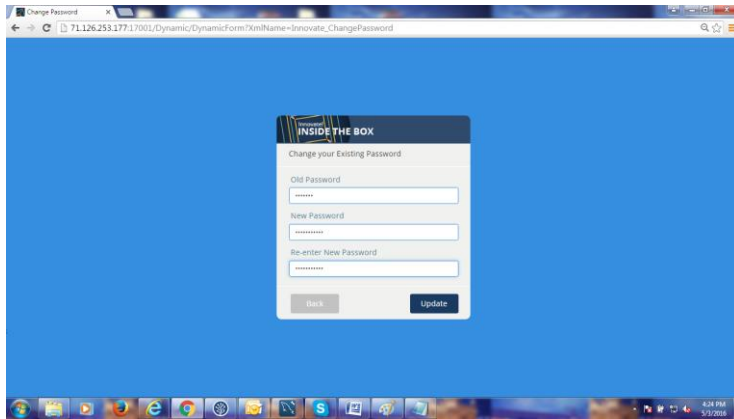 Change Password
71.126.253.177:17001/Dynamic/DynamicForm?XmlName=Innovate_ChangePassword
Innovate!
INSIDE THE BOX
Change your Existing Password
Old Password
•••••••
New Password
•••••••••••
Re-enter New Password
•••••••••••
Back
Update
4:24 PM
5/3/2016